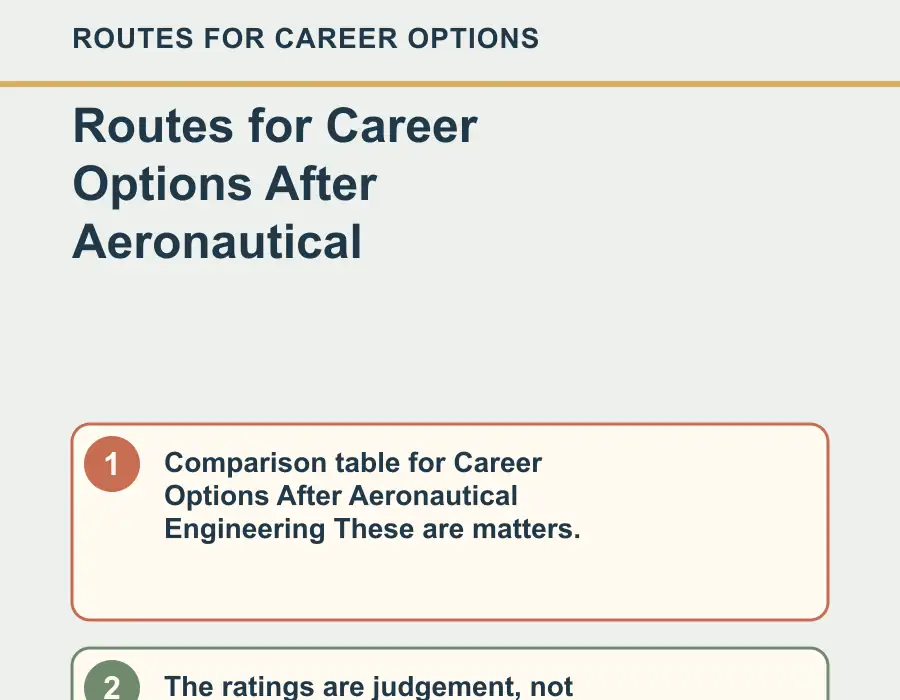 ROUTES FOR CAREER OPTIONS
Routes for Career
Options After
Aeronautical
1
Comparison table for Career
Options After Aeronautical
Engineering These are matters.
2
The ratings are judgement, not